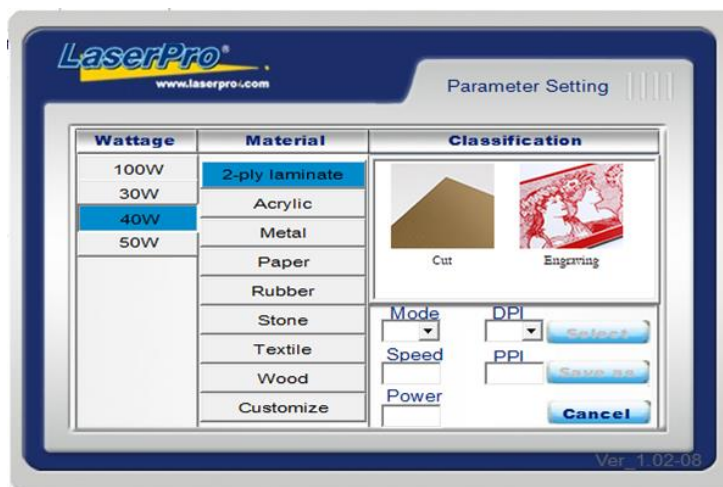 LaserPro®
www.laserpro.com
Parameter Setting
Wattage Material Classification
100W
30W
40W
50W
2-ply laminate
Acrylic
Metal
Paper
Rubber
Stone
Textile
Wood
Customize
Cut Engraving
Mode DPI
Select
Speed PPI
Save as
Power
Cancel
Ver_1.02-08